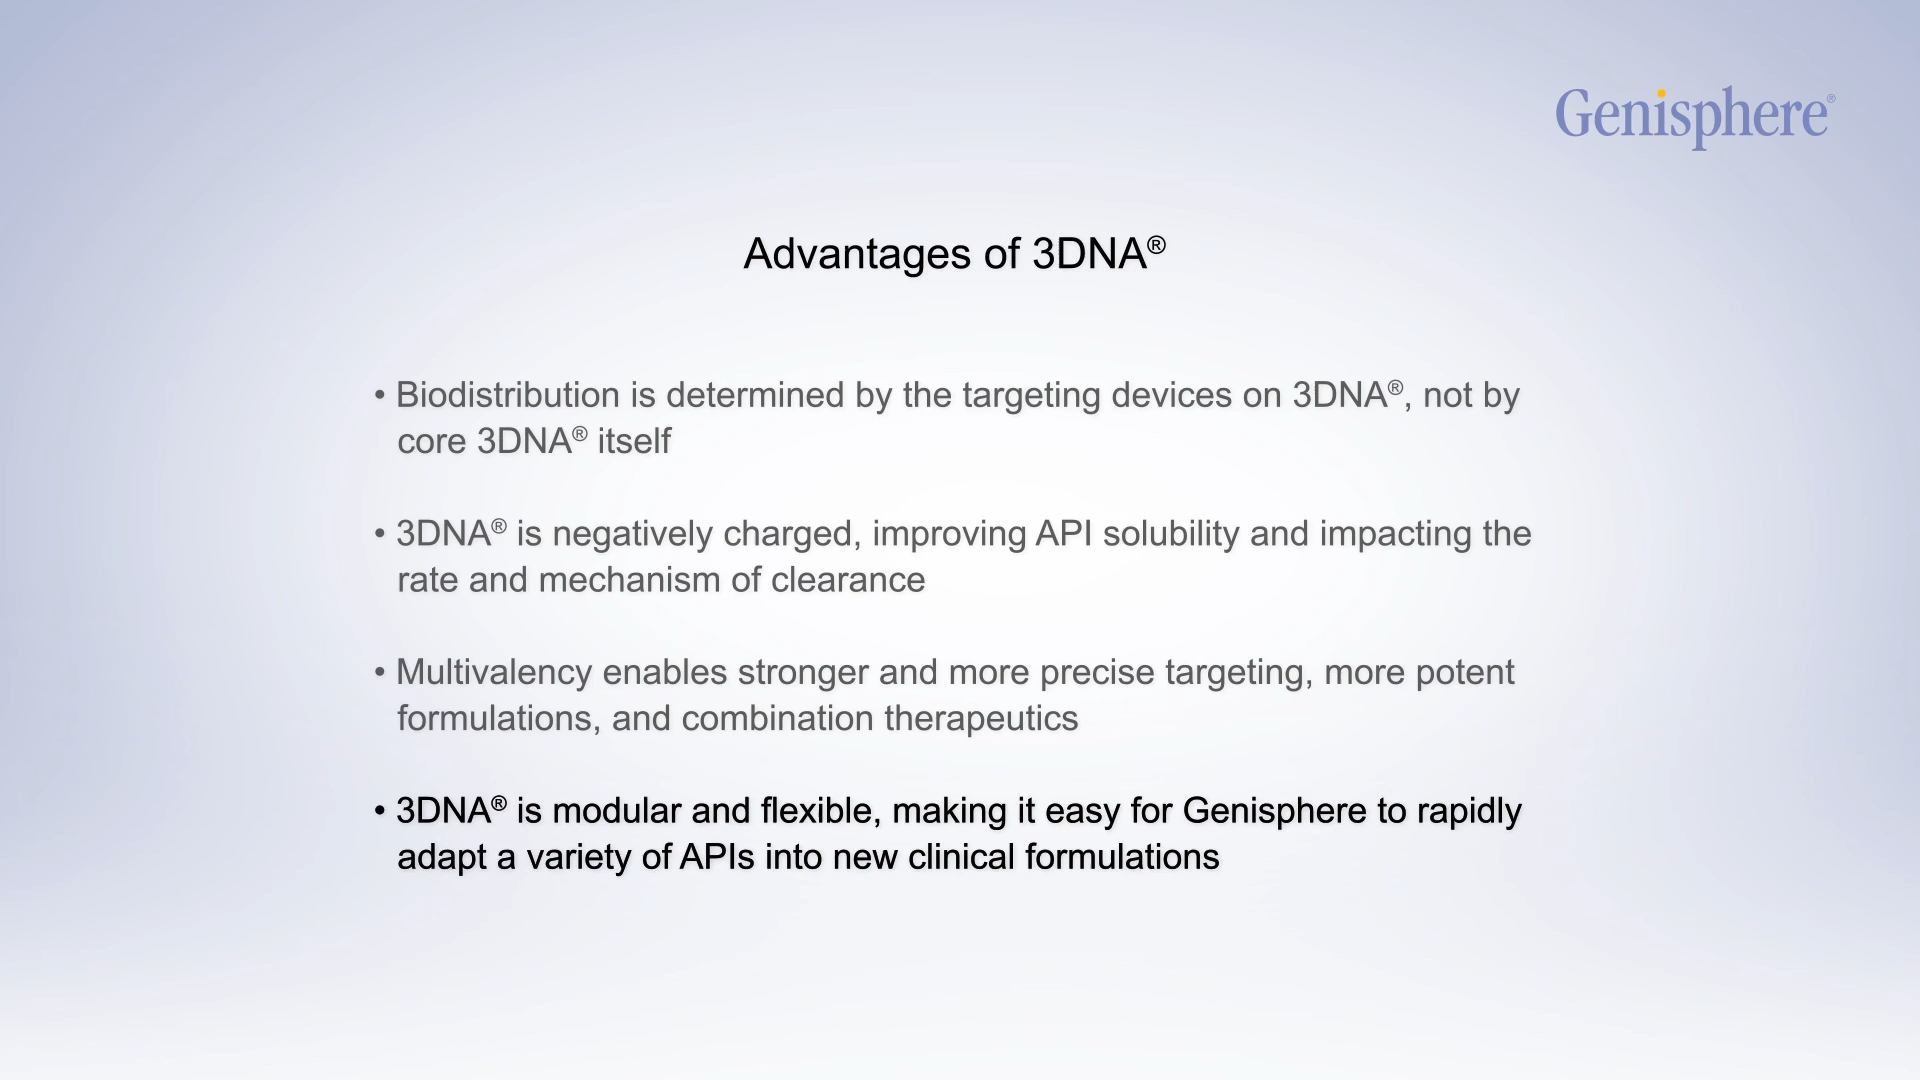 Genisphere®
Advantages of 3DNA®
• Biodistribution is determined by the targeting devices on 3DNA®, not by
core 3DNA® itself
• 3DNA® is negatively charged, improving API solubility and impacting the
rate and mechanism of clearance
• Multivalency enables stronger and more precise targeting, more potent
formulations, and combination therapeutics
• 3DNA® is modular and flexible, making it easy for Genisphere to rapidly
adapt a variety of APIs into new clinical formulations